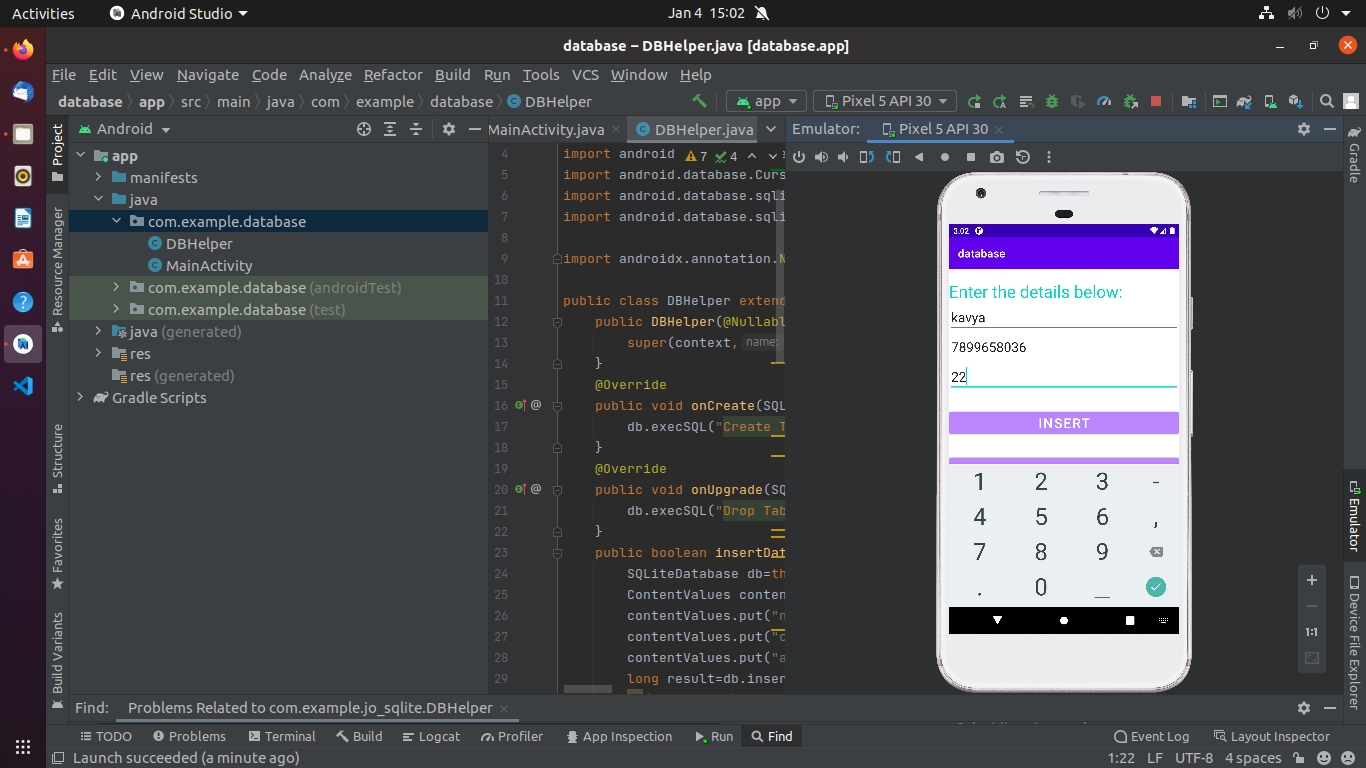 Activities
Android Studio
Jan 4 15:02
database – DBHelper.java [database.app]
File Edit View Navigate Code Analyze Refactor Build Run Tools VCS Window Help
database app src main java com example database DBHelper
app
Pixel 5 API 30
Project
Resource Manager
Structure
Favorites
Build Variants
Android
app
manifests
java
com.example.database
DBHelper
MainActivity
com.example.database (androidTest)
com.example.database (test)
java (generated)
res
res (generated)
Gradle Scripts
MainActivity.java
DBHelper.java
7 4
4 import android
5 import android.database.Curs
6 import android.database.sqli
7 import android.database.sqli
8
9 import androidx.annotation.N
10
11 public class DBHelper extend
12 public DBHelper(@Nullabl
13 super(context, name:
14 }
15 @Override
16 @ public void onCreate(SQL
17 db.execSQL("Create T
18 }
19 @Override
20 @ public void onUpgrade(SQ
21 db.execSQL("Drop Tab
22 }
23 public boolean insertDat
24 SQLiteDatabase db=th
25 ContentValues conten
26 contentValues.put("n
27 contentValues.put("c
28 contentValues.put("a
29 long result=db.inser
Emulator:
Pixel 5 API 30
3:02
database
Enter the details below:
kavya
7899658036
22
INSERT
1 2 3 -
4 5 6 ,
7 8 9
. 0 _
1:1
Gradle
Emulator
Device File Explorer
Find:
Problems Related to com.example.jo_sqlite.DBHelper
TODO Problems Terminal Build Logcat Profiler App Inspection Run Find
Event Log Layout Inspector
Launch succeeded (a minute ago)
1:22 LF UTF-8 4 spaces